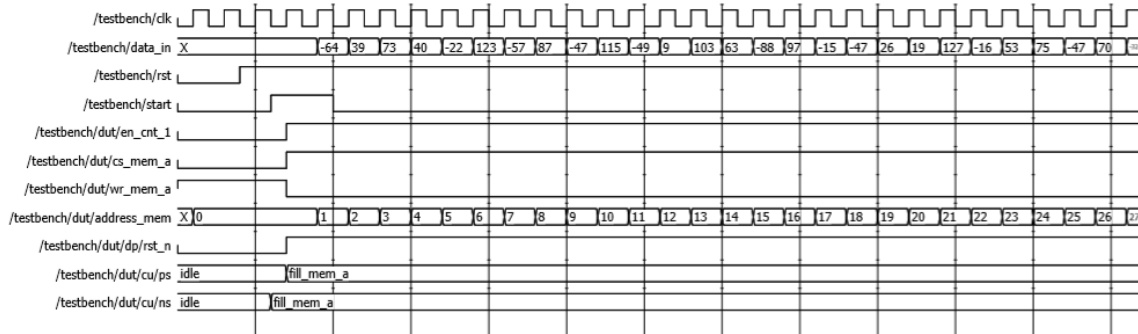 /testbench/clk
/testbench/data_in X -64 39 73 40 -22 123 -57 87 -47 115 -49 9 103 63 -88 97 -15 -47 26 19 127 -16 53 75 -47 70
/testbench/rst
/testbench/start
/testbench/dut/en_cnt_1
/testbench/dut/cs_mem_a
/testbench/dut/wr_mem_a
/testbench/dut/address_mem X 0 1 2 3 4 5 6 7 8 9 10 11 12 13 14 15 16 17 18 19 20 21 22 23 24 25 26 27
/testbench/dut/dp/rst_n
/testbench/dut/cu/ps idle fill_mem_a
/testbench/dut/cu/ns idle fill_mem_a